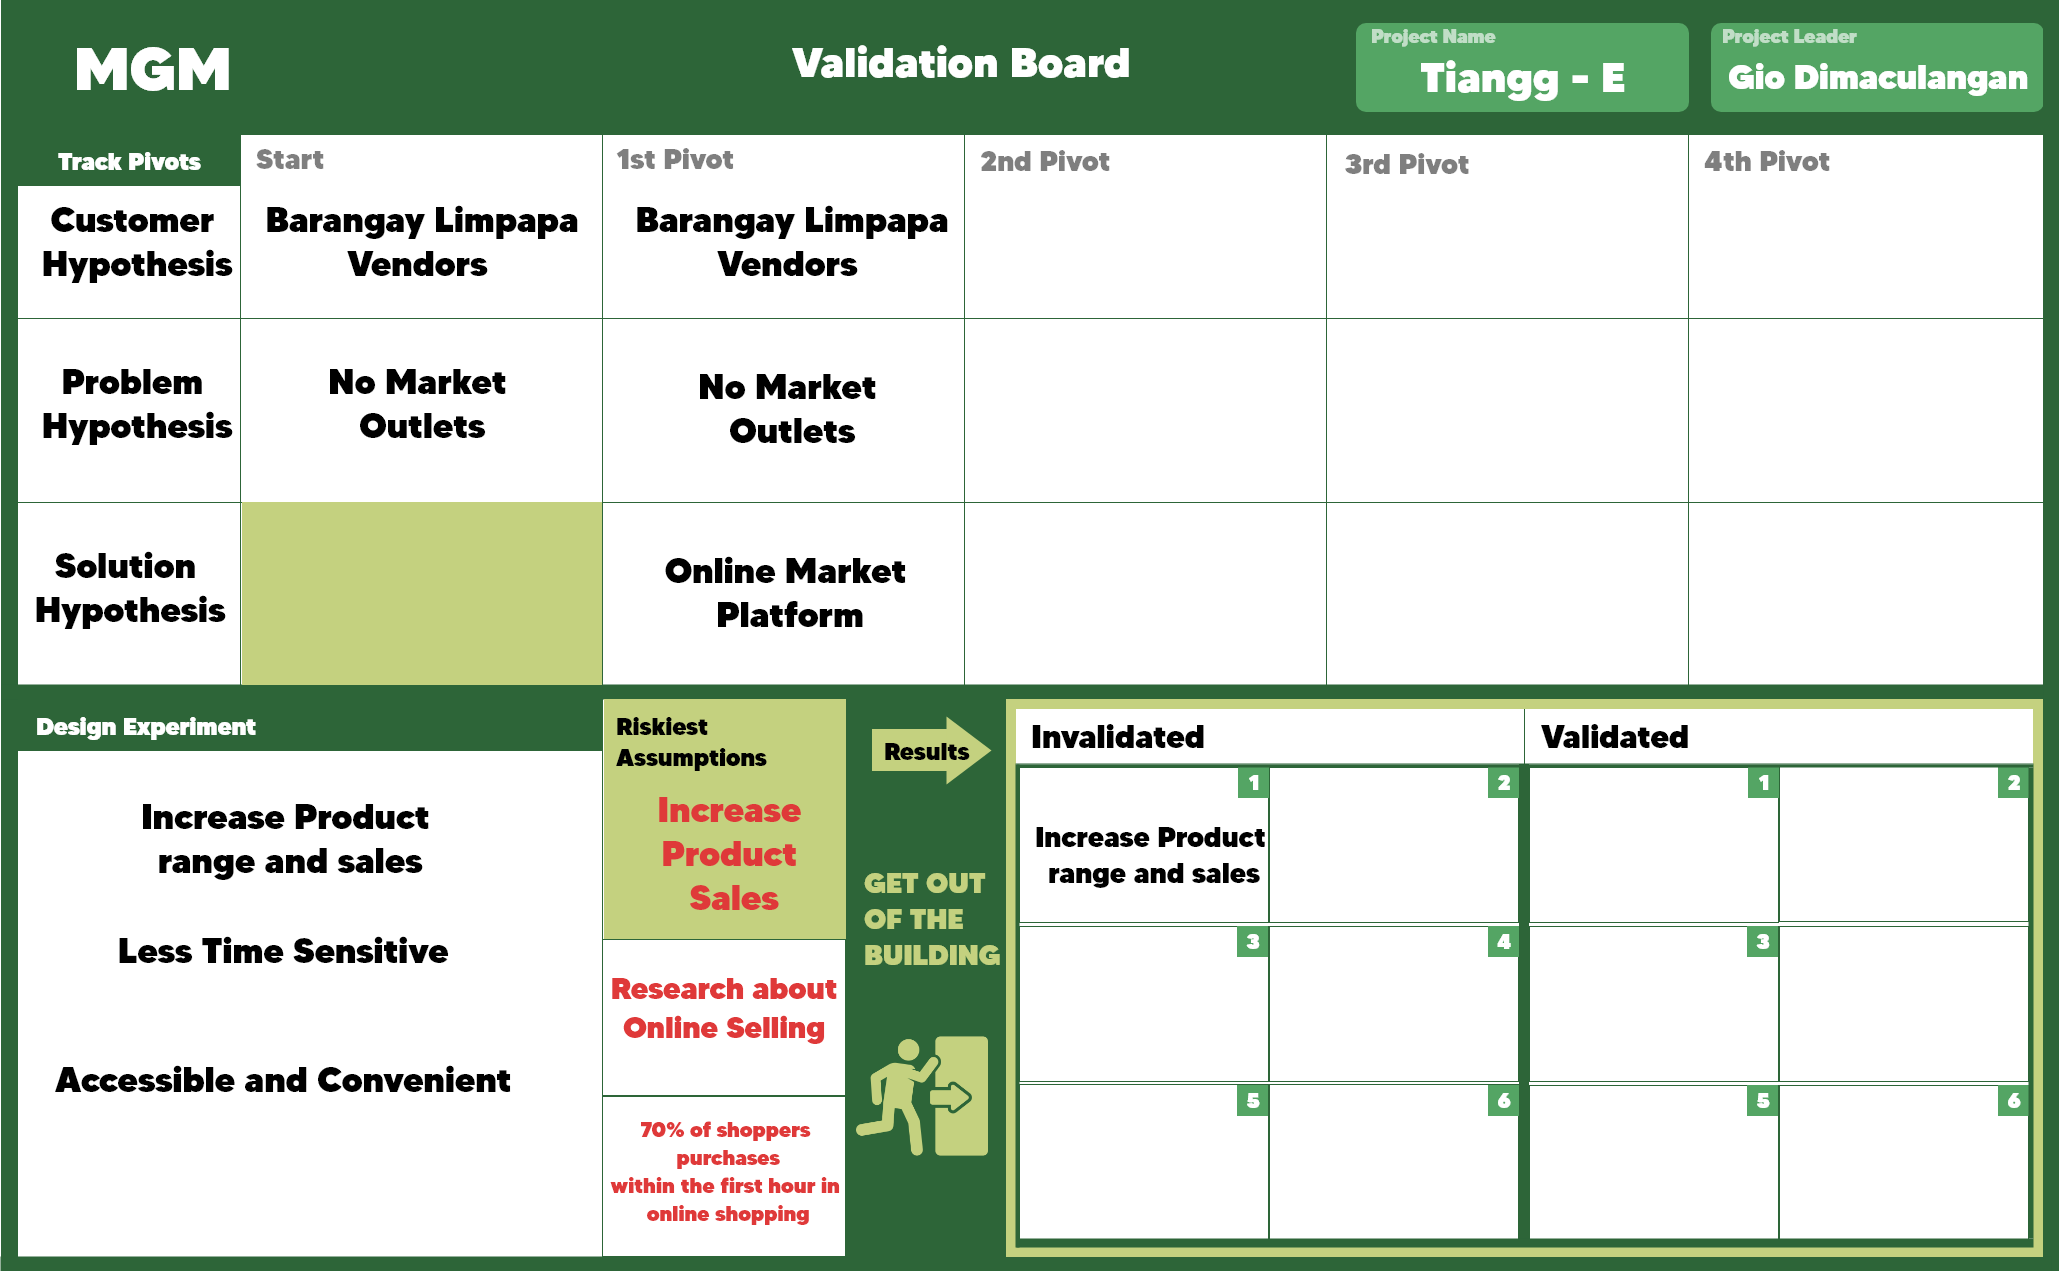 MGM
Validation Board
Project Name
Tiangg - E
Project Leader
Gio Dimaculangan
Track Pivots
Start
1st Pivot
2nd Pivot
3rd Pivot
4th Pivot
Customer
Hypothesis
Barangay Limpapa
Vendors
Barangay Limpapa
Vendors
Problem
Hypothesis
No Market
Outlets
No Market
Outlets
Solution
Hypothesis
Online Market
Platform
Design Experiment
Increase Product
range and sales
Less Time Sensitive
Accessible and Convenient
Riskiest
Assumptions
Increase
Product
Sales
Research about
Online Selling
70% of shoppers
purchases
within the first hour in
online shopping
Results
GET OUT
OF THE
BUILDING
Invalidated
1
Increase Product
range and sales
2
3
4
5
6
Validated
1
2
3
5
6